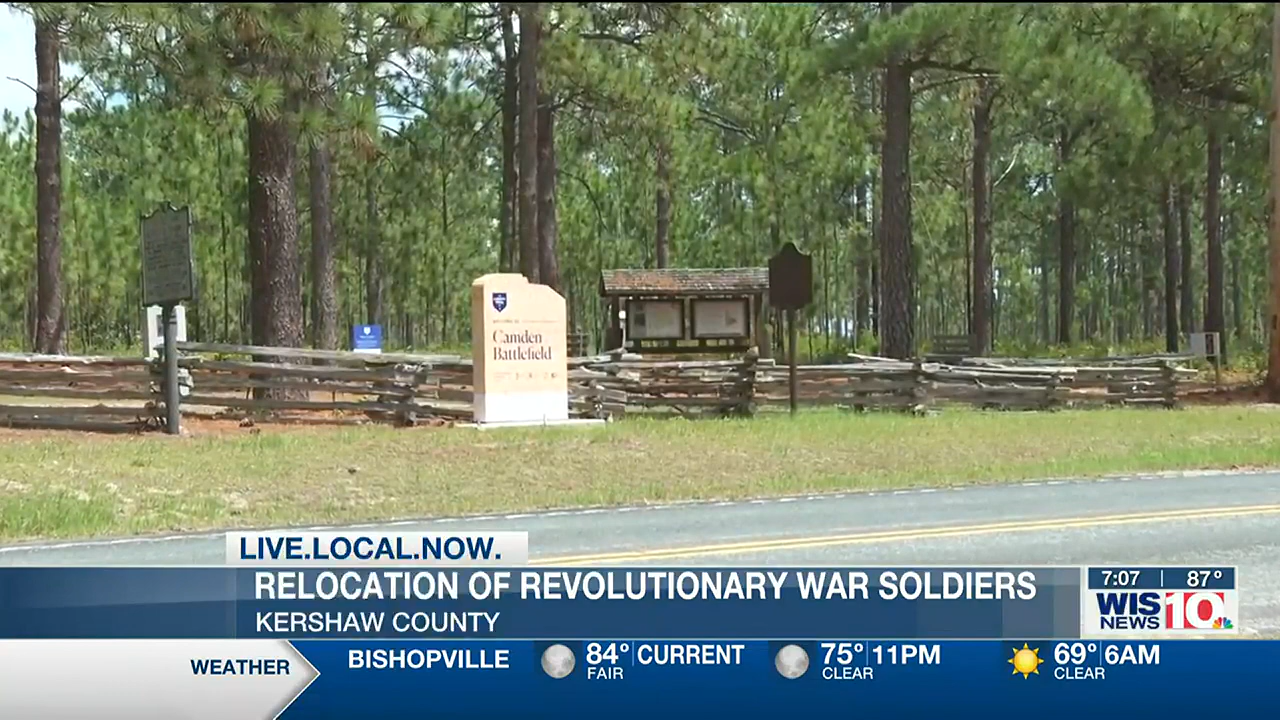 Camden
Battlefield
LIVE.LOCAL.NOW.
RELOCATION OF REVOLUTIONARY WAR SOLDIERS
KERSHAW COUNTY
7:07 | 87°
WIS
NEWS
10
WEATHER
BISHOPVILLE
84° CURRENT
FAIR
75° 11PM
CLEAR
69° 6AM
CLEAR